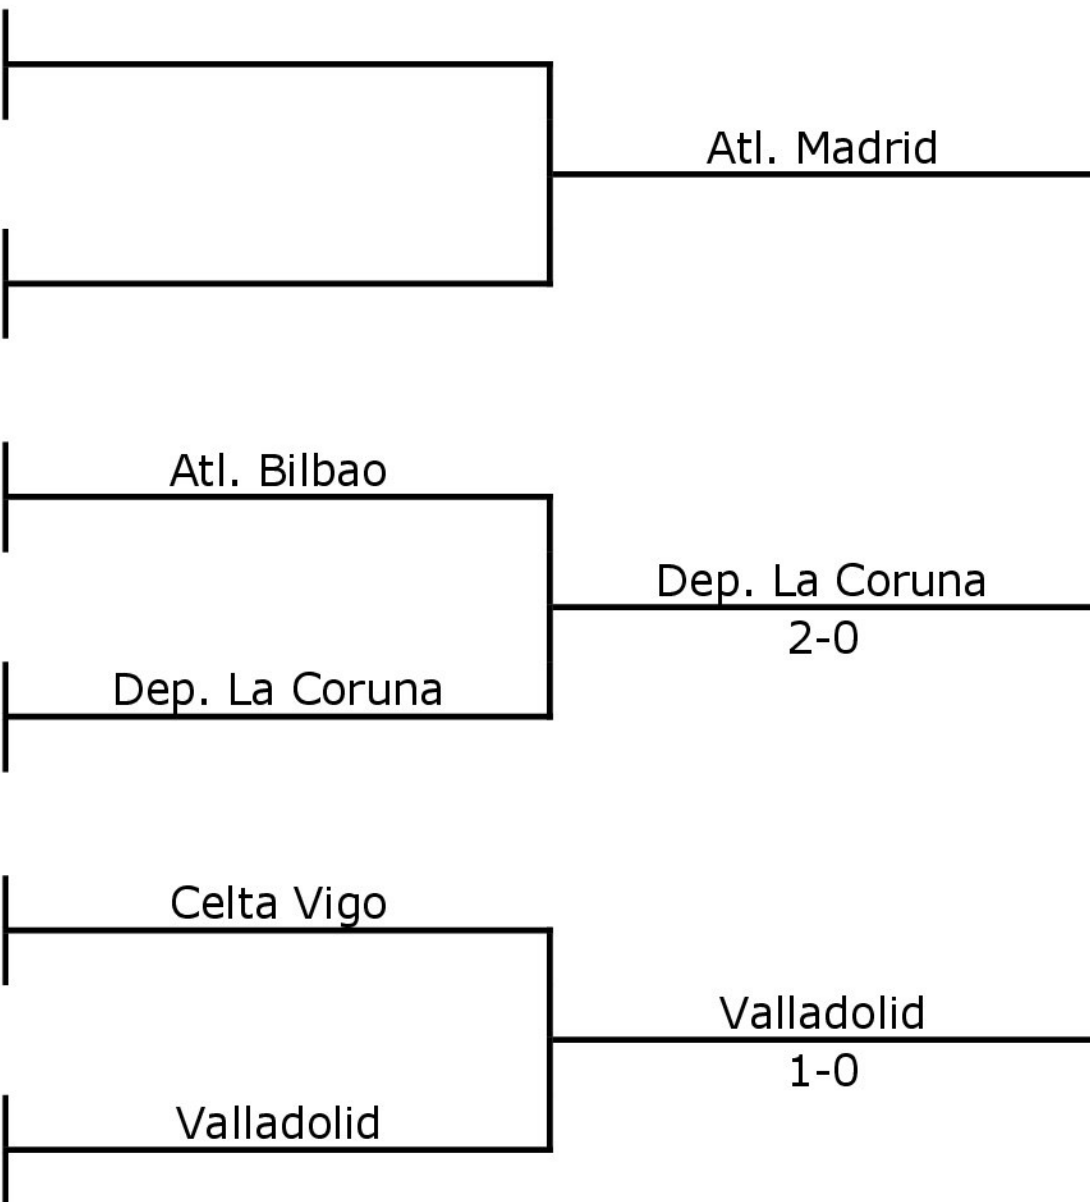 Atl. Madrid
Atl. Bilbao
Dep. La Coruna
2-0
Dep. La Coruna
Celta Vigo
Valladolid
1-0
Valladolid